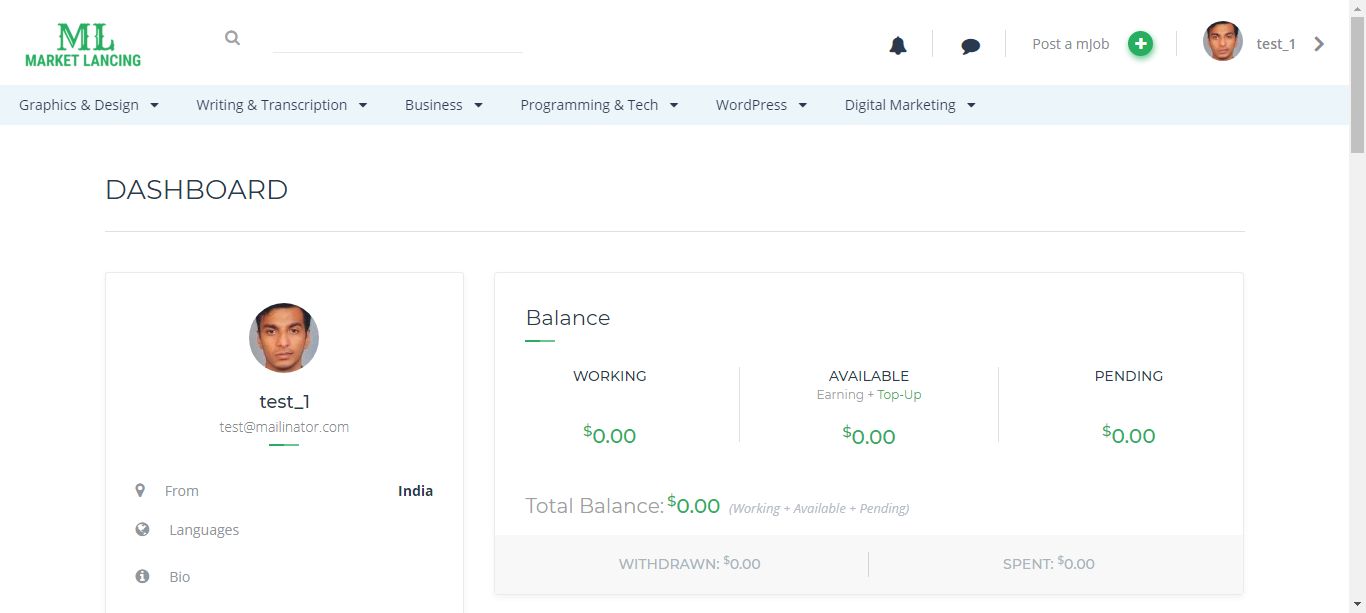 ML
MARKET LANCING
Post a mJob
test_1
Graphics & Design
Writing & Transcription
Business
Programming & Tech
WordPress
Digital Marketing
DASHBOARD
test_1
test@mailinator.com
From India
Languages
Bio
Balance
WORKING
$0.00
AVAILABLE
Earning + Top-Up
$0.00
PENDING
$0.00
Total Balance: $0.00 (Working + Available + Pending)
WITHDRAWN: $0.00
SPENT: $0.00